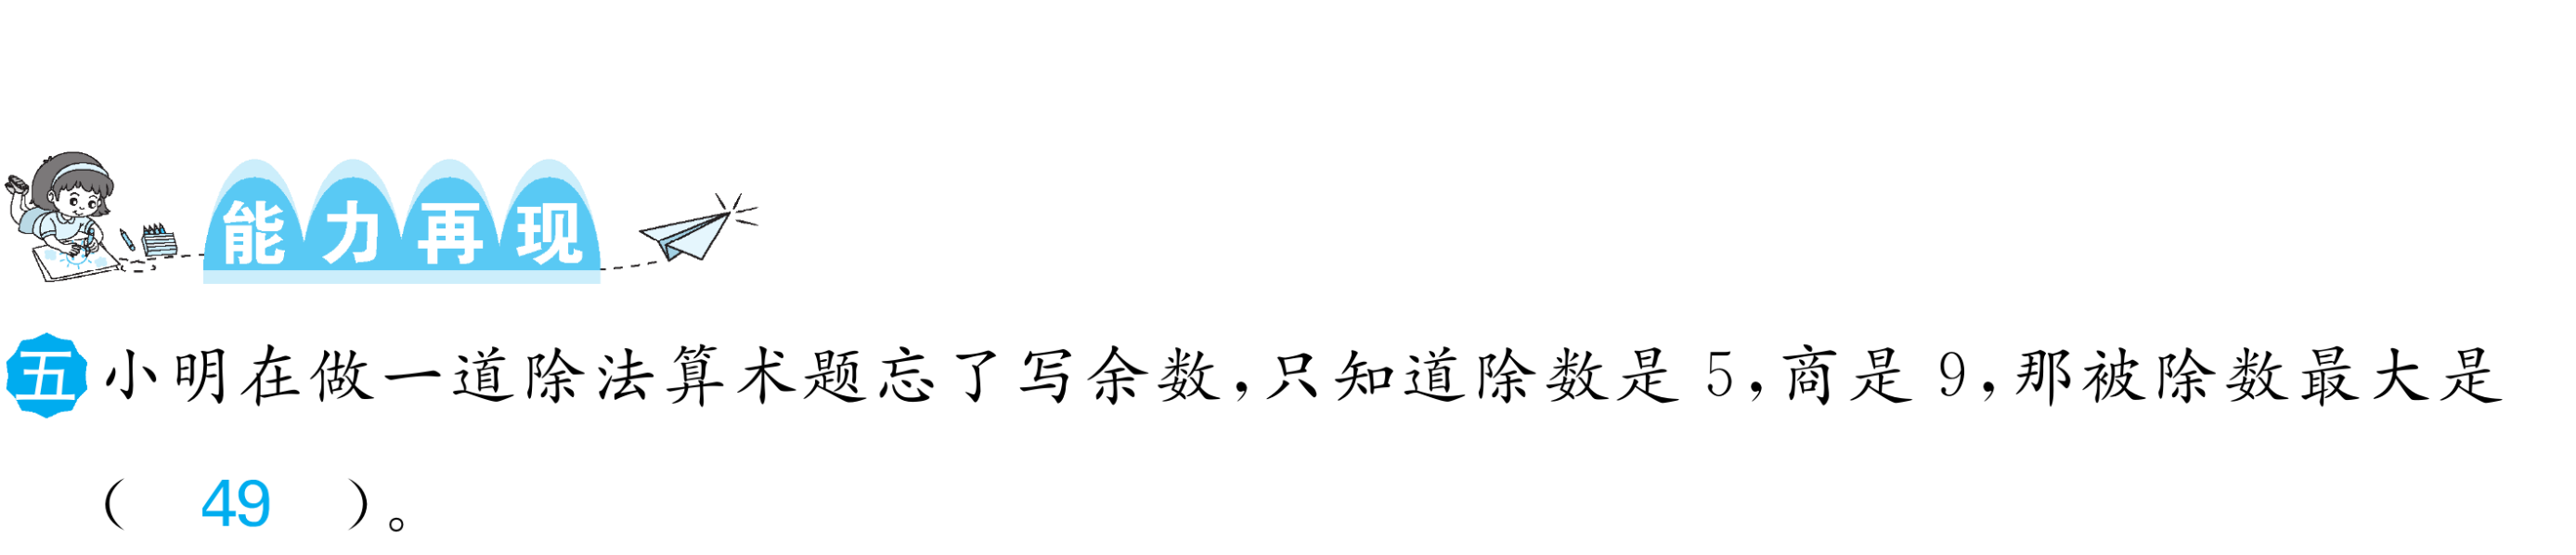 能力再现
五 小明在做一道除法算术题忘了写余数,只知道除数是 5,商是 9,那被除数最大是
( 49 )。